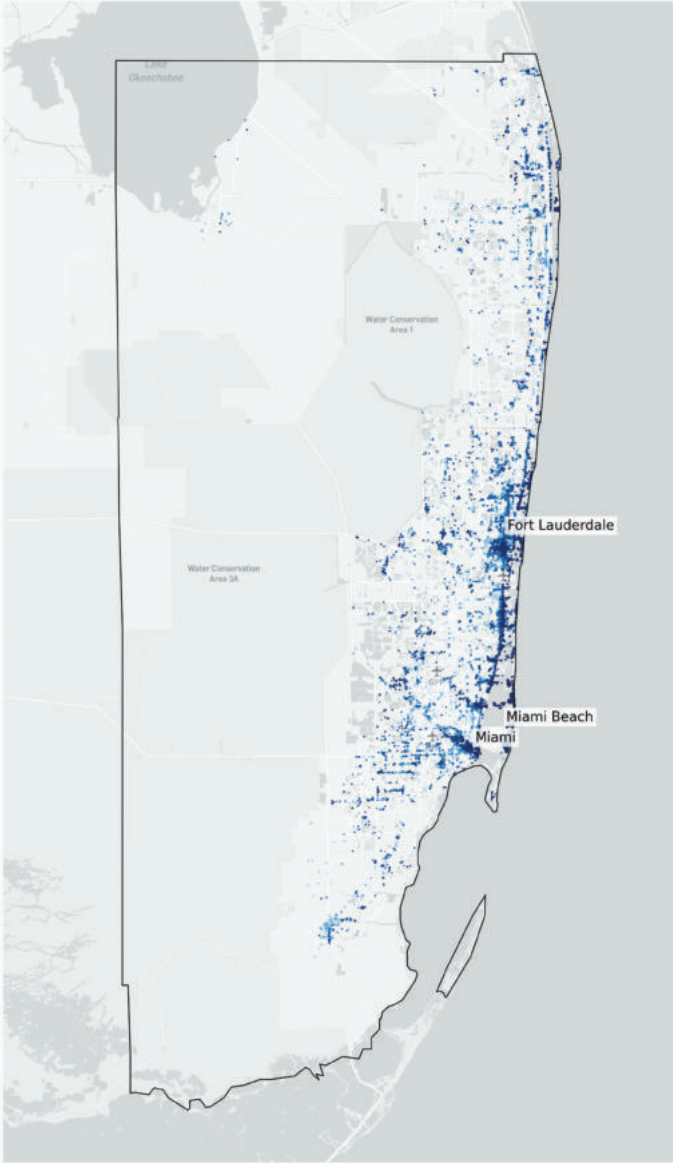 Lake
Okeechobee
Water Conservation
Area 1
Fort Lauderdale
Water Conservation
Area 3A
Miami Beach
Miami